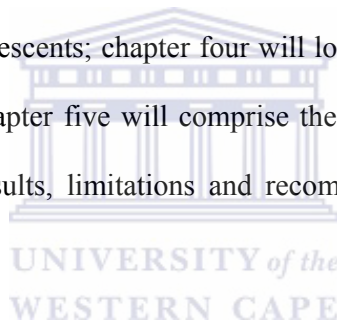 escents; chapter four will lo
apter five will comprise the
sults, limitations and recom
UNIVERSITY of the
WESTERN CAPE